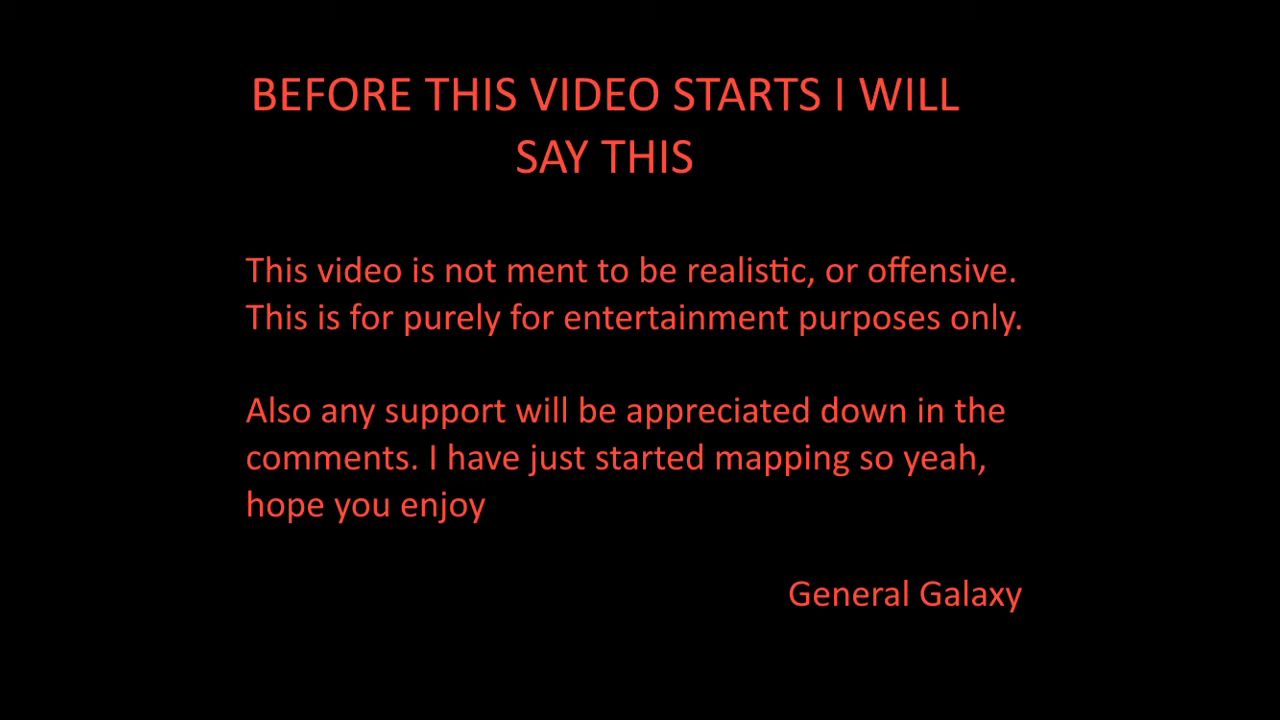 BEFORE THIS VIDEO STARTS I WILL
SAY THIS
This video is not ment to be realistic, or offensive.
This is for purely for entertainment purposes only.
Also any support will be appreciated down in the
comments. I have just started mapping so yeah,
hope you enjoy
General Galaxy